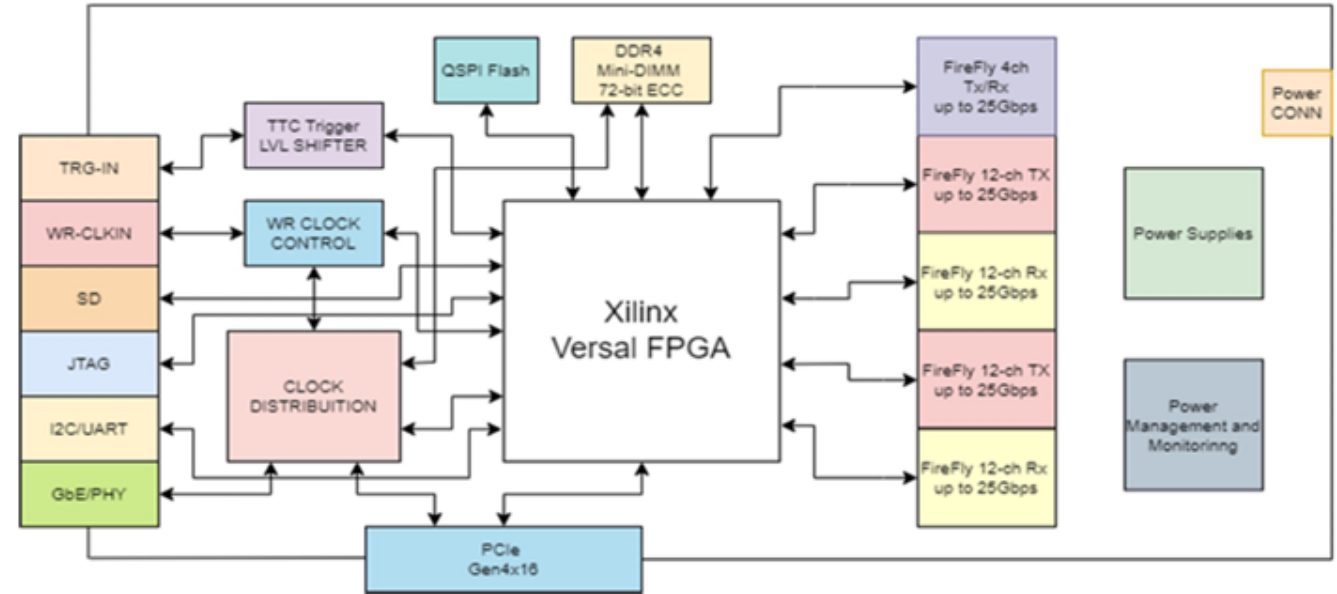 QSPI Flash
DDR4
Mini-DIMM
72-bit ECC
FireFly 4ch
Tx/Rx
up to 25Gbps
Power
CONN
TTC Trigger
LVL SHIFTER
TRG-IN
WR-CLKIN
SD
JTAG
I2C/UART
GbE/PHY
WR CLOCK
CONTROL
CLOCK
DISTRIBUITION
Xilinx
Versal FPGA
FireFly 12-ch TX
up to 25Gbps
FireFly 12-ch Rx
up to 25Gbps
FireFly 12-ch TX
up to 25Gbps
FireFly 12-ch Rx
up to 25Gbps
Power Supplies
Power
Management and
Monitorinng
PCIe
Gen4x16